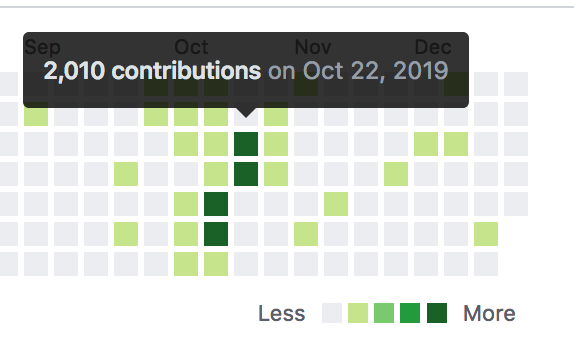 Sep Oct Nov Dec
2,010 contributions on Oct 22, 2019
Less More